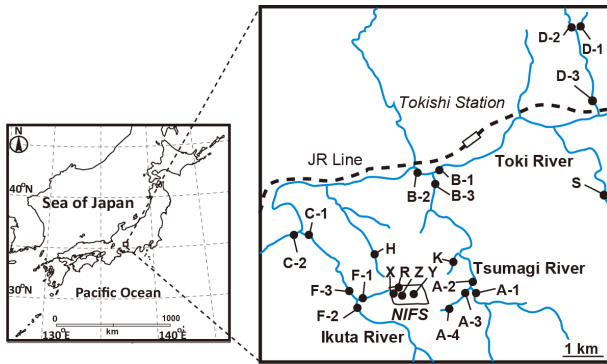 N
40°N
Sea of Japan
Pacific Ocean
30°N
0 1000
km
130°E
140°E
D-2
D-1
D-3
Tokishi Station
JR Line
Toki River
B-1
B-2
B-3
S
C-1
C-2
H
K
X R Z Y
Tsumagi River
F-1
F-3
F-2
NIFS
A-2
A-1
A-3
A-4
Ikuta River
1 km